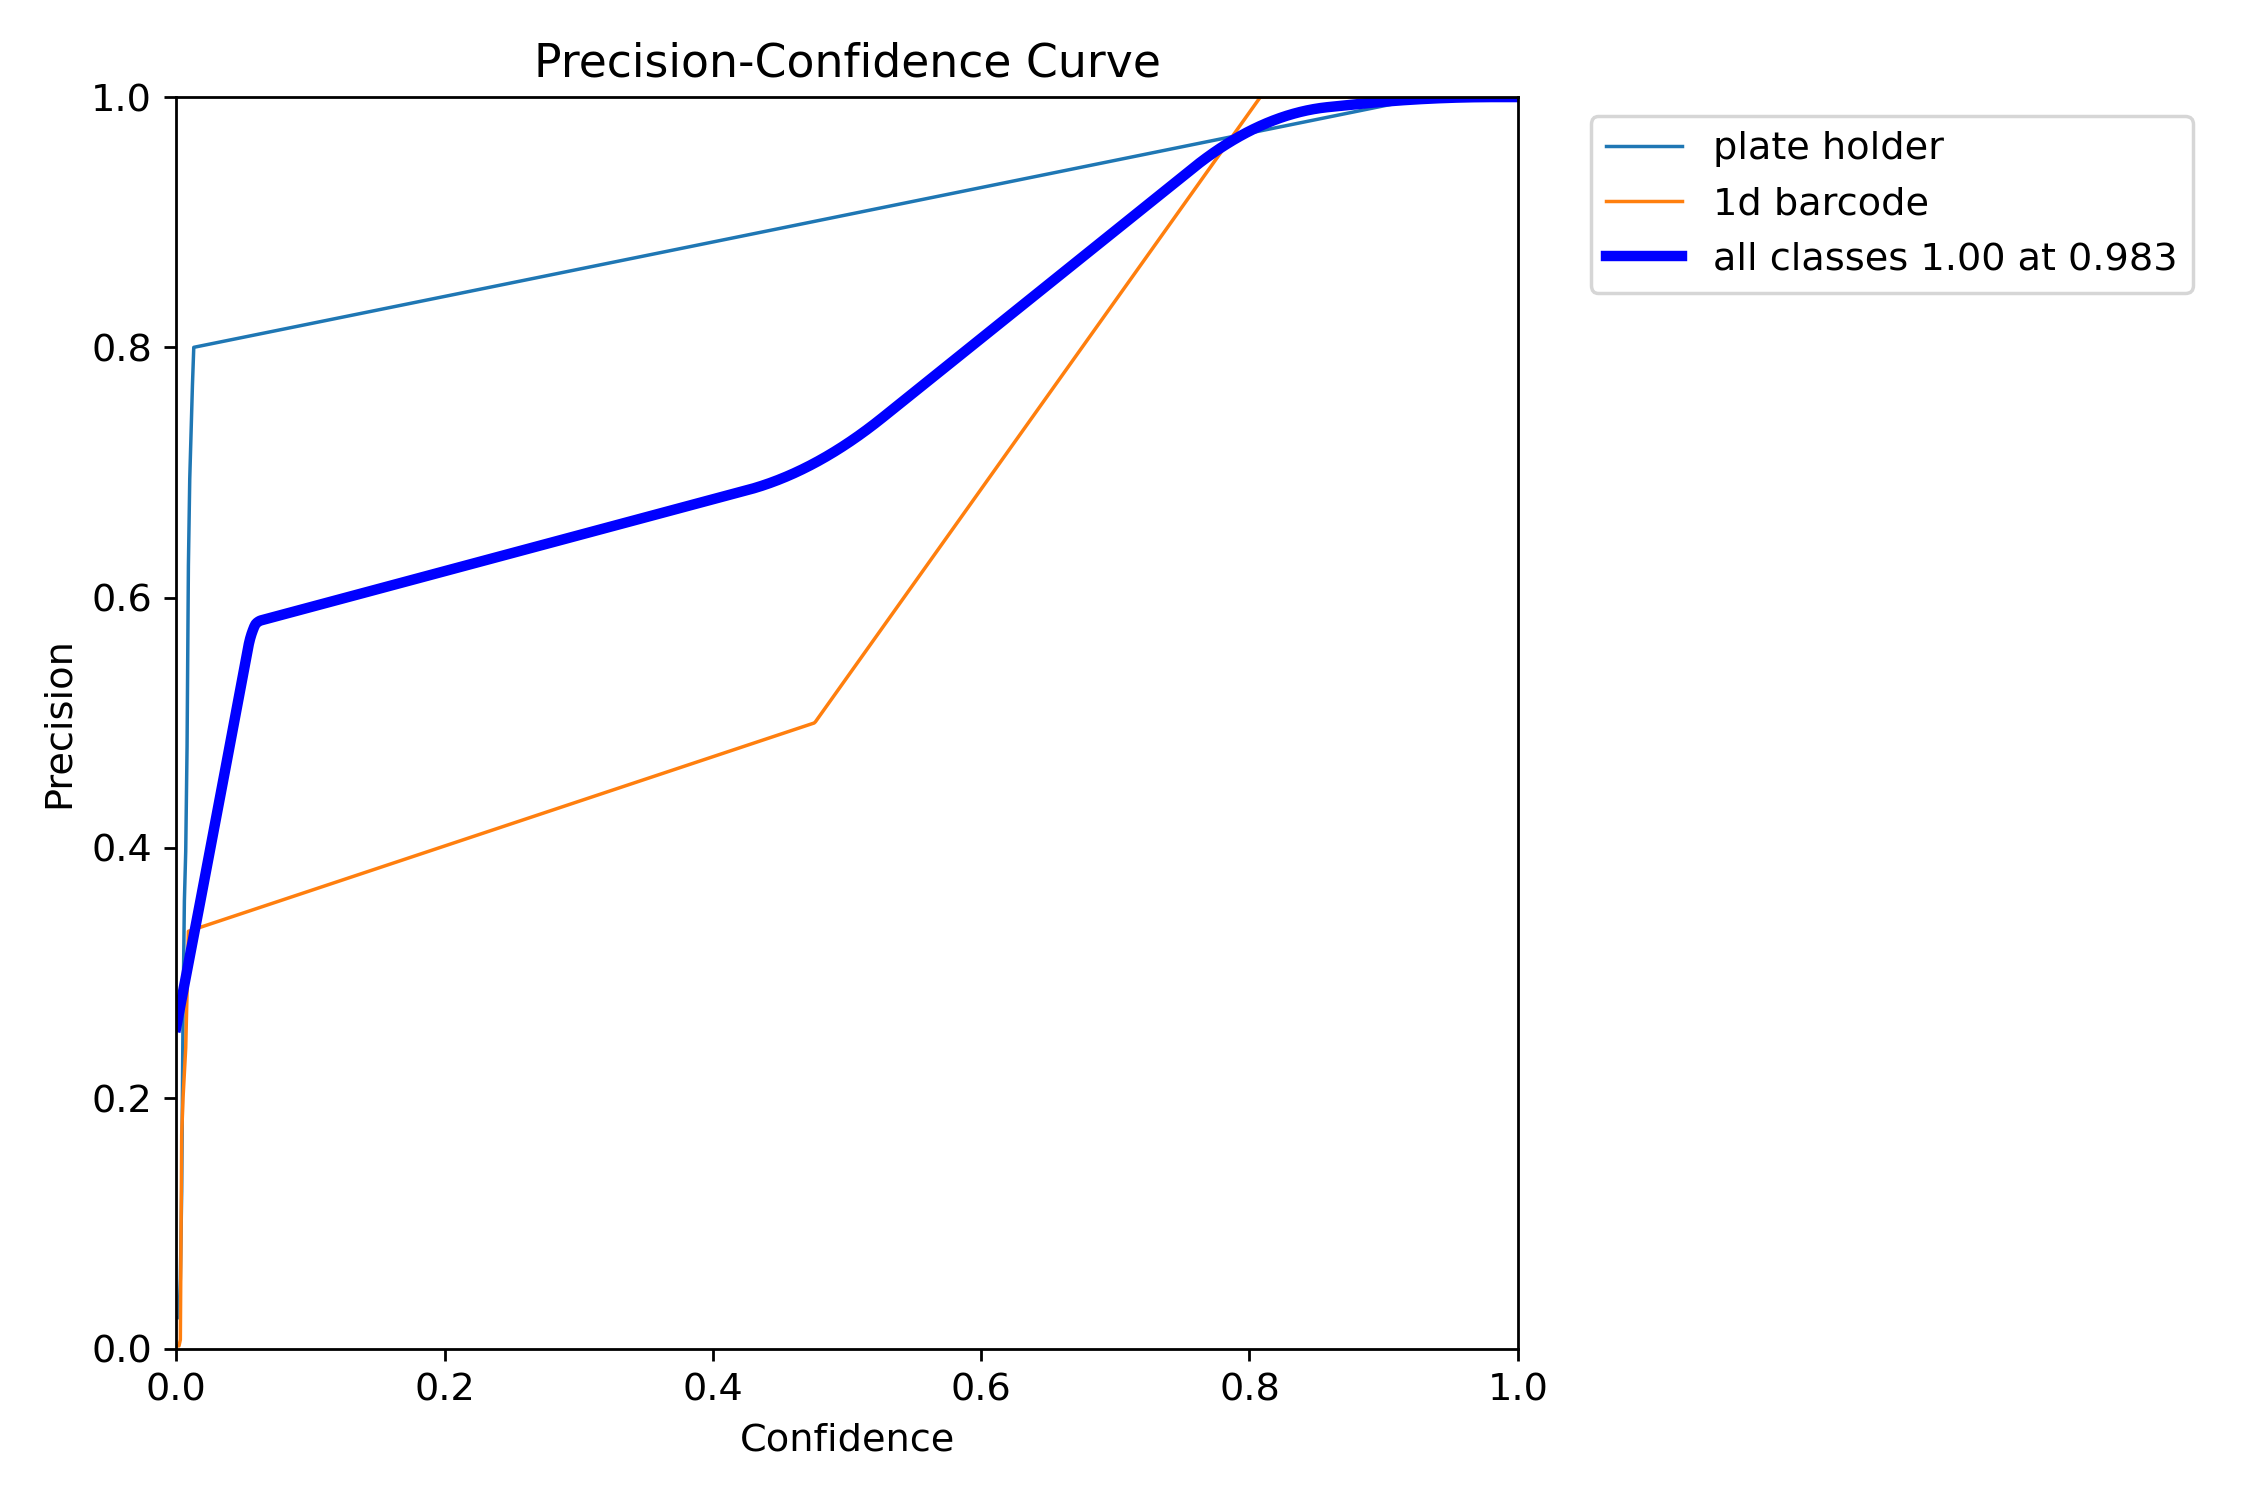 Precision-Confidence Curve
1.0
0.8
0.6
0.4
0.2
0.0
Precision
0.0 0.2 0.4 0.6 0.8 1.0
Confidence
plate holder
1d barcode
all classes 1.00 at 0.983